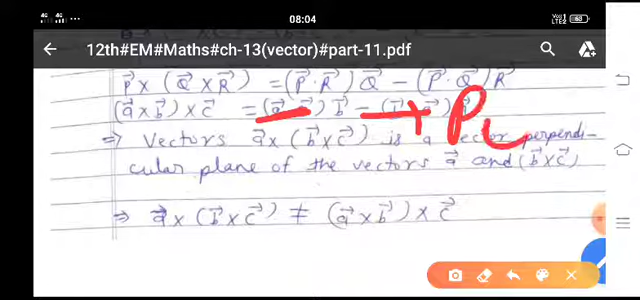 08:04
12th#EM#Maths#ch-13(vector)#part-11.pdf
P⃗ × (Q⃗ × R⃗) = (P⃗ · R⃗) Q⃗ − (P⃗ · Q⃗) R⃗
(a⃗ × b⃗) × c⃗ = (a⃗ b⃗ −
⇒ Vectors a⃗ × (b⃗ × c⃗) is a vector perpendi-
cular plane of the vectors a⃗ and (b⃗ × c⃗)
⇒ a⃗ × (b⃗ × c⃗) ≠ (a⃗ × b⃗) × c⃗